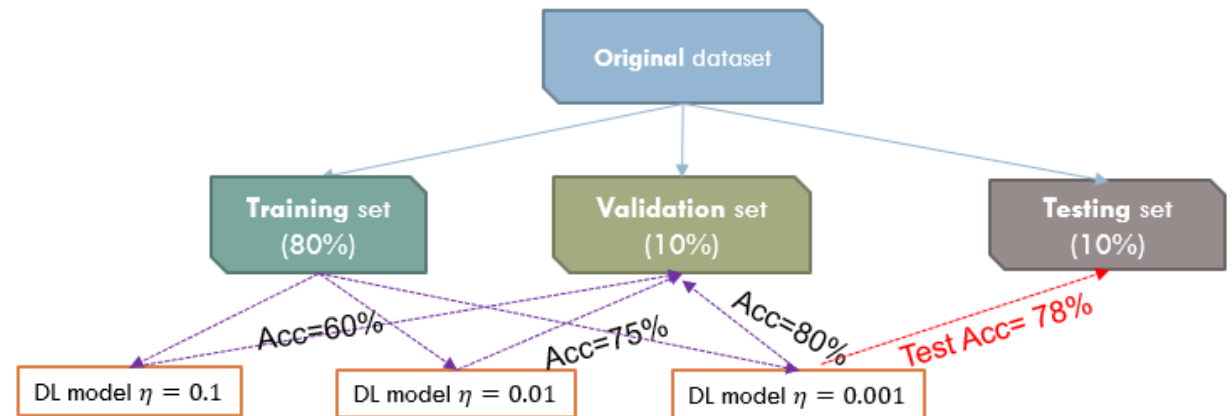 Original dataset
Training set
(80%)
Validation set
(10%)
Testing set
(10%)
Acc=60%
Acc=75%
Acc=80%
Test Acc= 78%
DL model η = 0.1
DL model η = 0.01
DL model η = 0.001